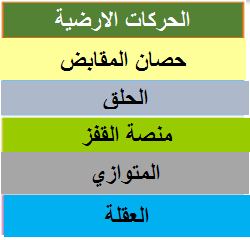 الحركات الارضية
حصان المقابض
الحلق
منصة القفز
المتوازي
العقلة